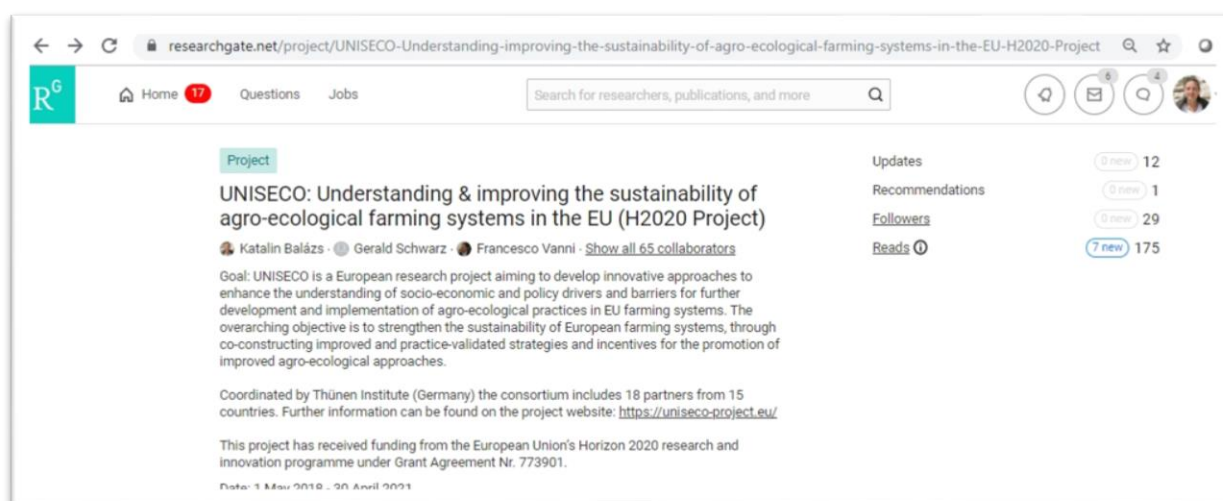 researchgate.net/project/UNISECO-Understanding-improving-the-sustainability-of-agro-ecological-farming-systems-in-the-EU-H2020-Project
RG
Home 17 Questions Jobs Search for researchers, publications, and more 6 4
Project
UNISECO: Understanding & improving the sustainability of
agro-ecological farming systems in the EU (H2020 Project)
Katalin Balázs · Gerald Schwarz · Francesco Vanni · Show all 65 collaborators
Goal: UNISECO is a European research project aiming to develop innovative approaches to
enhance the understanding of socio-economic and policy drivers and barriers for further
development and implementation of agro-ecological practices in EU farming systems. The
overarching objective is to strengthen the sustainability of European farming systems, through
co-constructing improved and practice-validated strategies and incentives for the promotion of
improved agro-ecological approaches.
Coordinated by Thünen Institute (Germany) the consortium includes 18 partners from 15
countries. Further information can be found on the project website: https://uniseco-project.eu/
This project has received funding from the European Union's Horizon 2020 research and
innovation programme under Grant Agreement Nr. 773901.
Date: 1 May 2018 - 30 April 2021
Updates 0 new 12
Recommendations 0 new 1
Followers 0 new 29
Reads 7 new 175